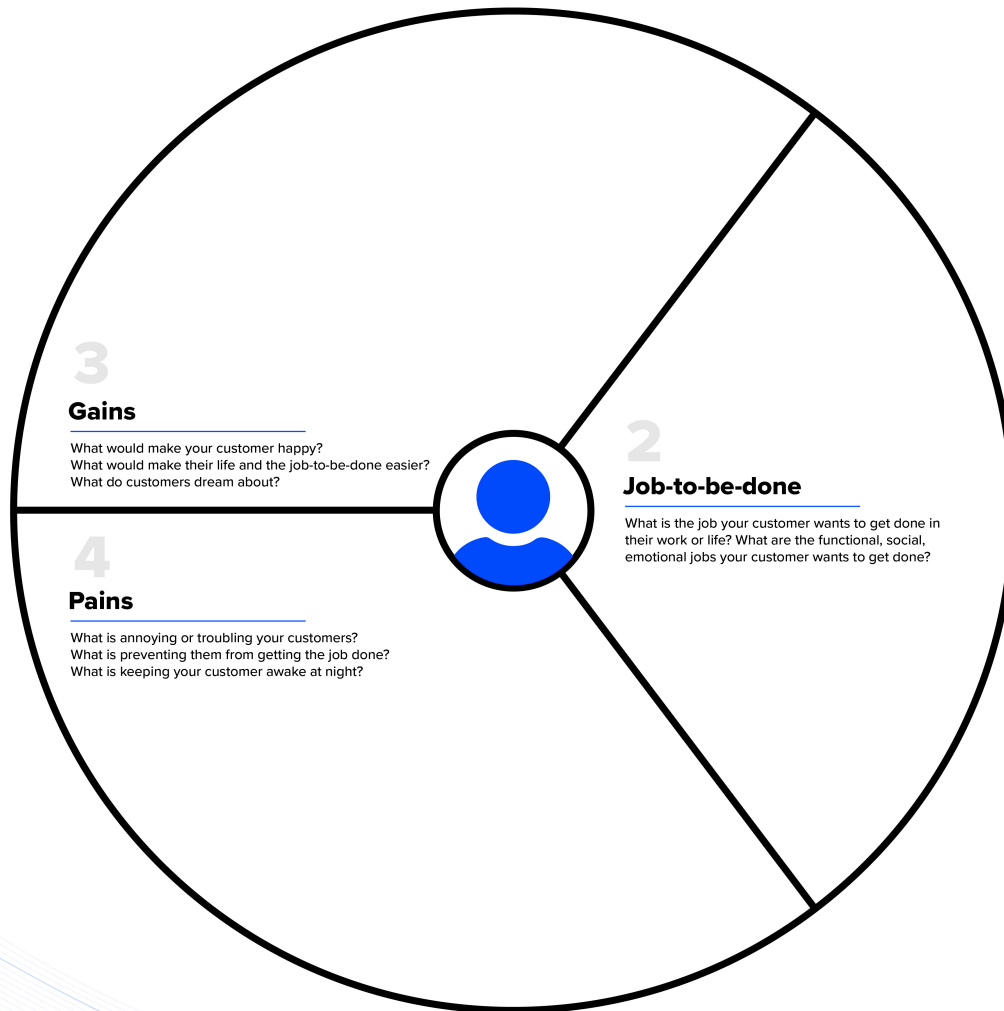 3
Gains
What would make your customer happy?
What would make their life and the job-to-be-done easier?
What do customers dream about?
2
Job-to-be-done
What is the job your customer wants to get done in
their work or life? What are the functional, social,
emotional jobs your customer wants to get done?
4
Pains
What is annoying or troubling your customers?
What is preventing them from getting the job done?
What is keeping your customer awake at night?